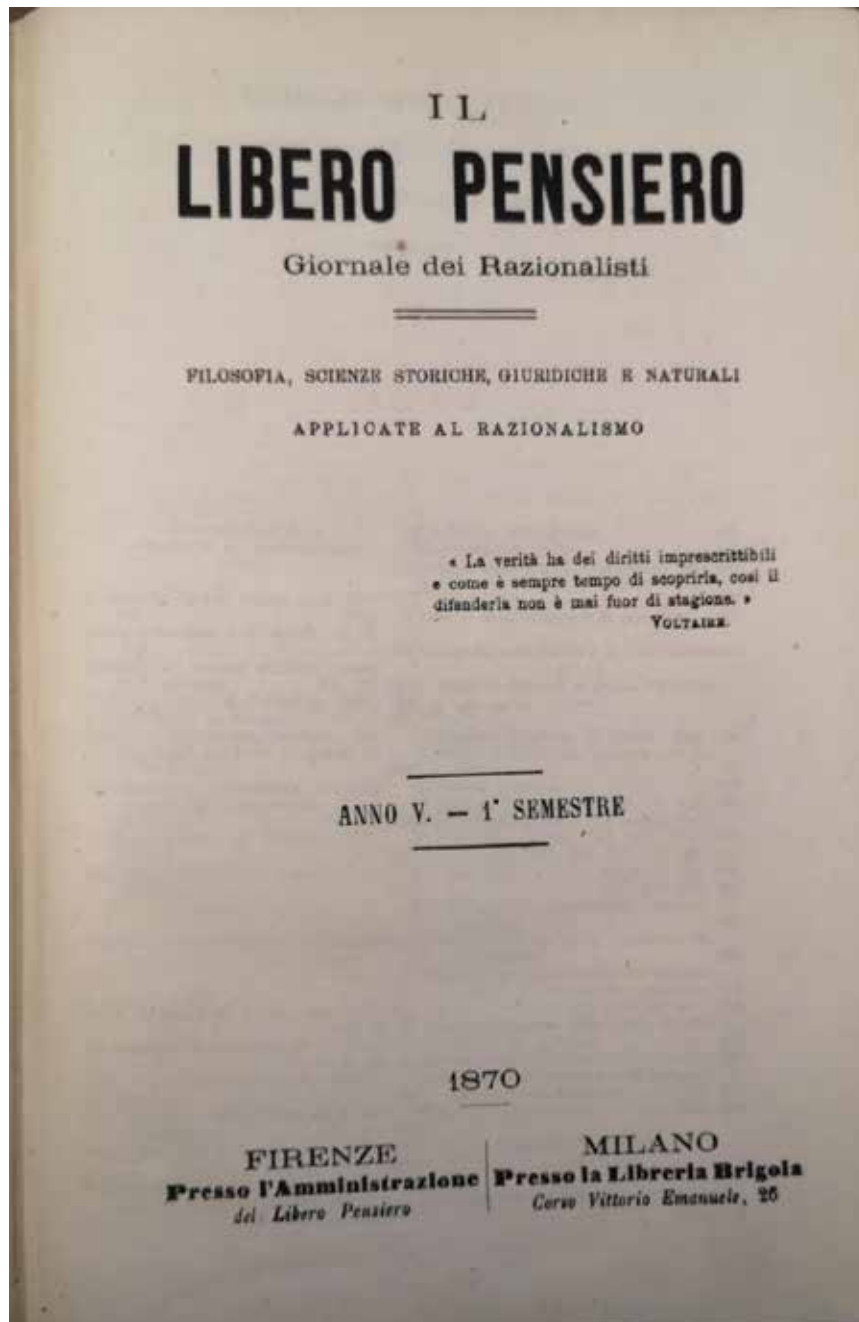 IL
LIBERO PENSIERO
Giornale dei Razionalisti
FILOSOFIA, SCIENZE STORICHE, GIURIDICHE E NATURALI
APPLICATE AL RAZIONALISMO
« La verità ha dei diritti imprescrittibili
e come è sempre tempo di scoprirla, così il
difenderla non è mai fuor di stagione. »
VOLTAIRE.
ANNO V. — 1° SEMESTRE
1870
FIRENZE
Presso l'Amministrazione
del Libero Pensiero
MILANO
Presso la Libreria Brigola
Corso Vittorio Emanuele, 26